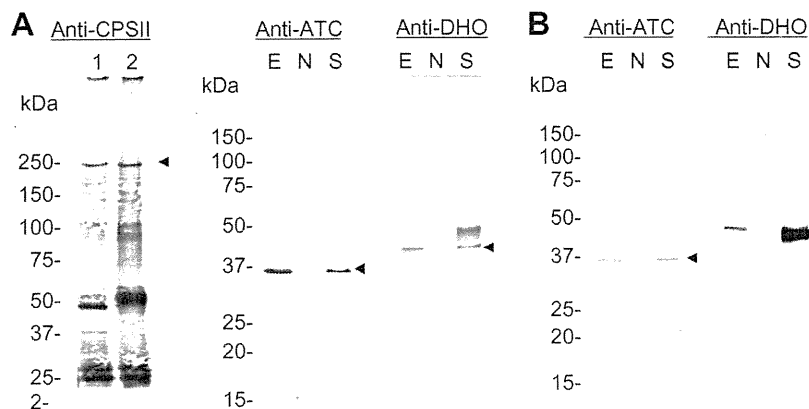 A
Anti-CPSII
1 2
kDa
250-
150-
100-
75-
50-
37-
25-
2-
Anti-ATC Anti-DHO
E N S E N S
kDa
150-
100-
75-
50-
37-
25-
20-
15-
B
Anti-ATC Anti-DHO
E N S E N S
kDa
150-
100-
75-
50-
37-
25-
20-
15-